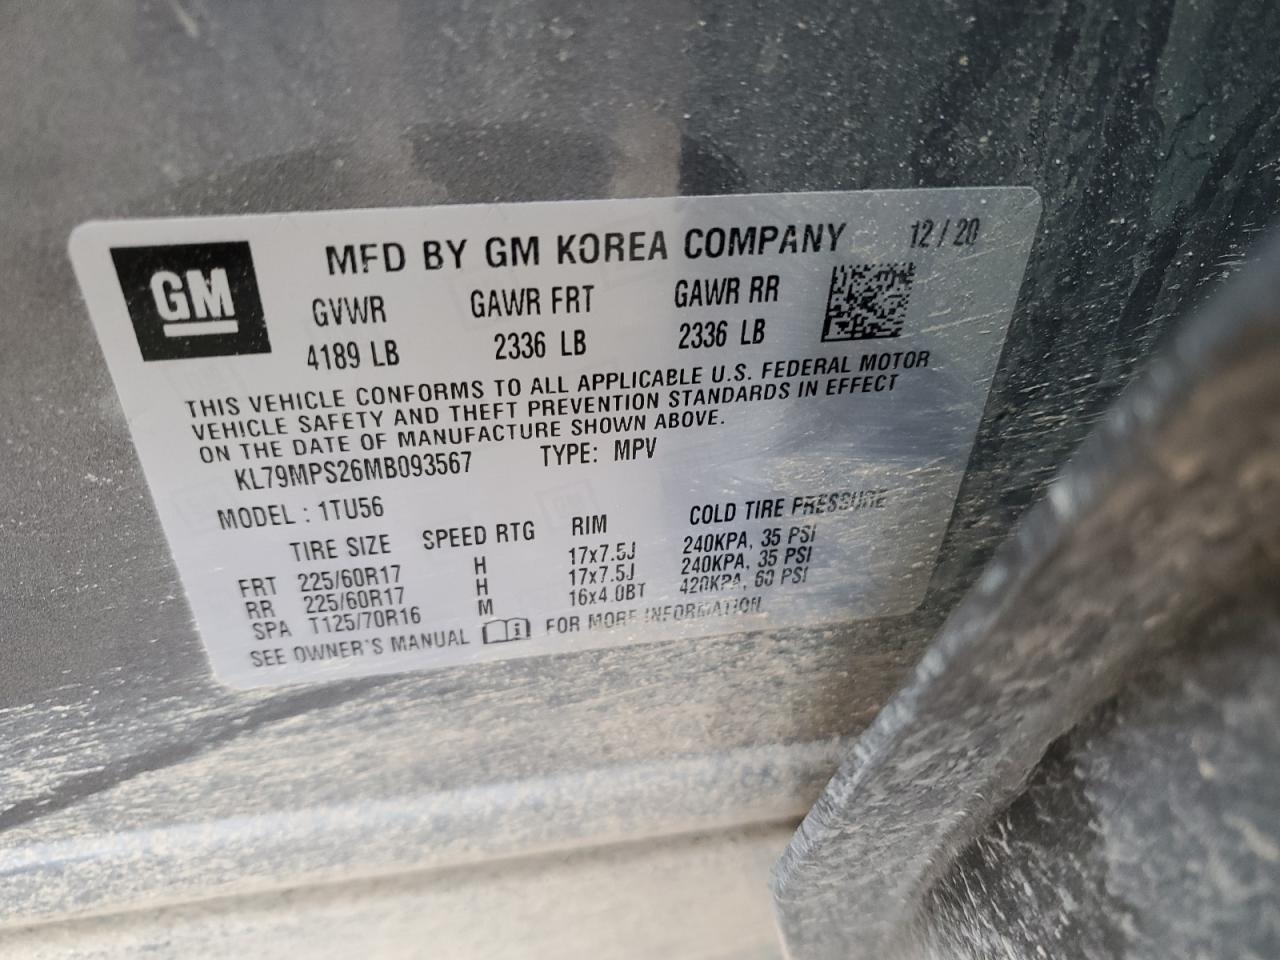 GM
MFD BY GM KOREA COMPANY 12/20
GVWR GAWR FRT GAWR RR
4189 LB 2336 LB 2336 LB
THIS VEHICLE CONFORMS TO ALL APPLICABLE U.S. FEDERAL MOTOR
VEHICLE SAFETY AND THEFT PREVENTION STANDARDS IN EFFECT
ON THE DATE OF MANUFACTURE SHOWN ABOVE.
KL79MPS26MB093567 TYPE: MPV
MODEL : 1TU56
TIRE SIZE SPEED RTG RIM COLD TIRE PRESSURE
FRT 225/60R17 H 17x7.5J 240KPA, 35 PSI
RR 225/60R17 H 17x7.5J 240KPA, 35 PSI
SPA T125/70R16 M 16x4.0BT 420KPA, 60 PSI
SEE OWNER'S MANUAL FOR MORE INFORMATION